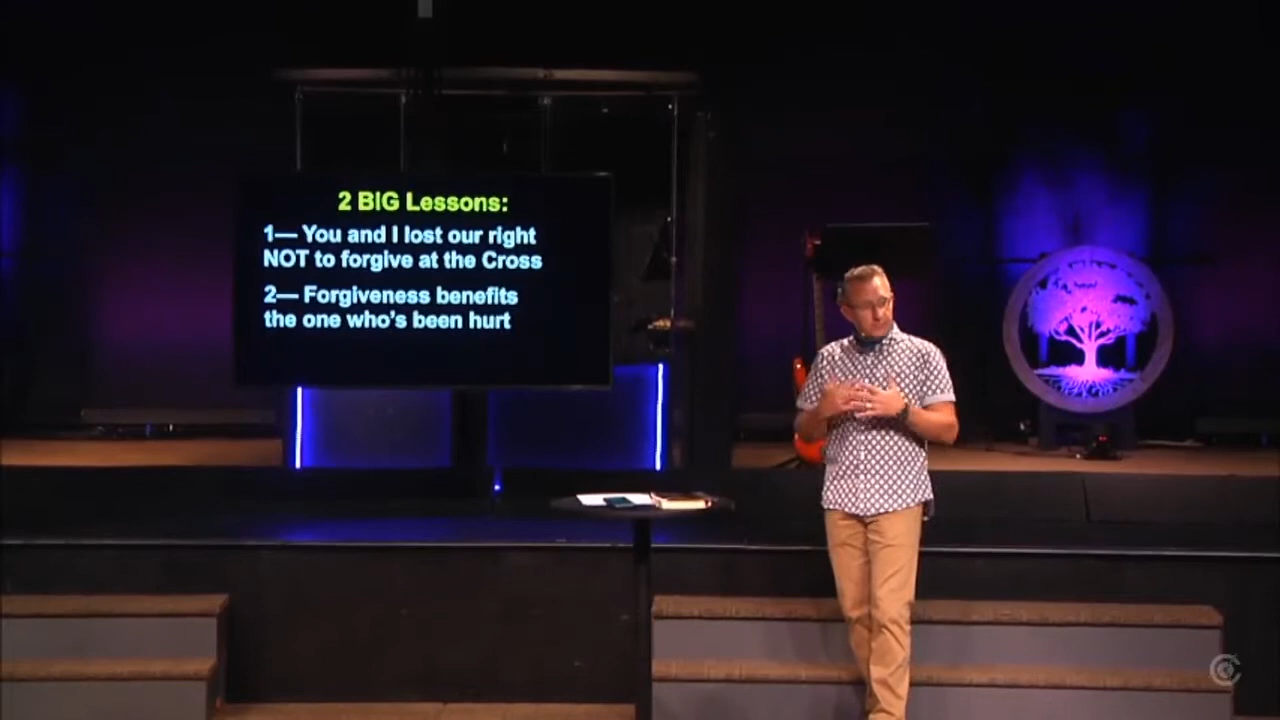 2 BIG Lessons:
1— You and I lost our right
NOT to forgive at the Cross
2— Forgiveness benefits
the one who's been hurt